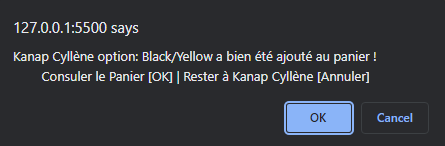 127.0.0.1:5500 says
Kanap Cyllène option: Black/Yellow a bien été ajouté au panier !
Consuler le Panier [OK] | Rester à Kanap Cyllène [Annuler]
OK Cancel